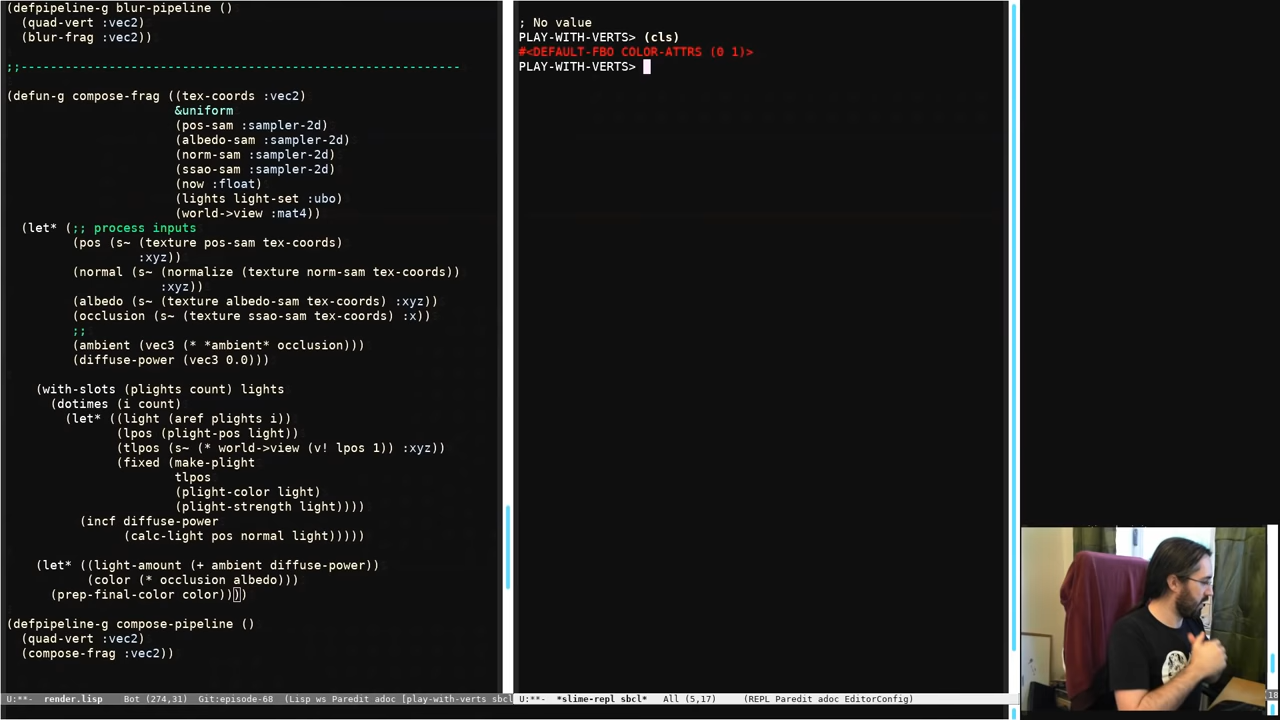 (defpipeline-g blur-pipeline ()
  (quad-vert :vec2)
  (blur-frag :vec2))
;;------------------------------------------------------------
(defun-g compose-frag ((tex-coords :vec2)
                       &uniform
                       (pos-sam :sampler-2d)
                       (albedo-sam :sampler-2d)
                       (norm-sam :sampler-2d)
                       (ssao-sam :sampler-2d)
                       (now :float)
                       (lights light-set :ubo)
                       (world->view :mat4))
  (let* (;; process inputs
         (pos (s~ (texture pos-sam tex-coords)
                  :xyz))
         (normal (s~ (normalize (texture norm-sam tex-coords))
                     :xyz))
         (albedo (s~ (texture albedo-sam tex-coords) :xyz))
         (occlusion (s~ (texture ssao-sam tex-coords) :x))
         ;;
         (ambient (vec3 (* *ambient* occlusion)))
         (diffuse-power (vec3 0.0)))
    (with-slots (plights count) lights
      (dotimes (i count)
        (let* ((light (aref plights i))
               (lpos (plight-pos light))
               (tlpos (s~ (* world->view (v! lpos 1)) :xyz))
               (fixed (make-plight
                       tlpos
                       (plight-color light)
                       (plight-strength light))))
          (incf diffuse-power
                (calc-light pos normal light)))))
    (let* ((light-amount (+ ambient diffuse-power))
           (color (* occlusion albedo)))
      (prep-final-color color))))
(defpipeline-g compose-pipeline ()
  (quad-vert :vec2)
  (compose-frag :vec2))
U:**-  render.lisp    Bot (274,31)  Git:episode-68  (Lisp ws Paredit adoc [play-with-verts sbcl
; No value
PLAY-WITH-VERTS> (cls)
#<DEFAULT-FBO COLOR-ATTRS (0 1)>
PLAY-WITH-VERTS>
U:**-  *slime-repl sbcl*   All (5,17)    (REPL Paredit adoc EditorConfig)
18